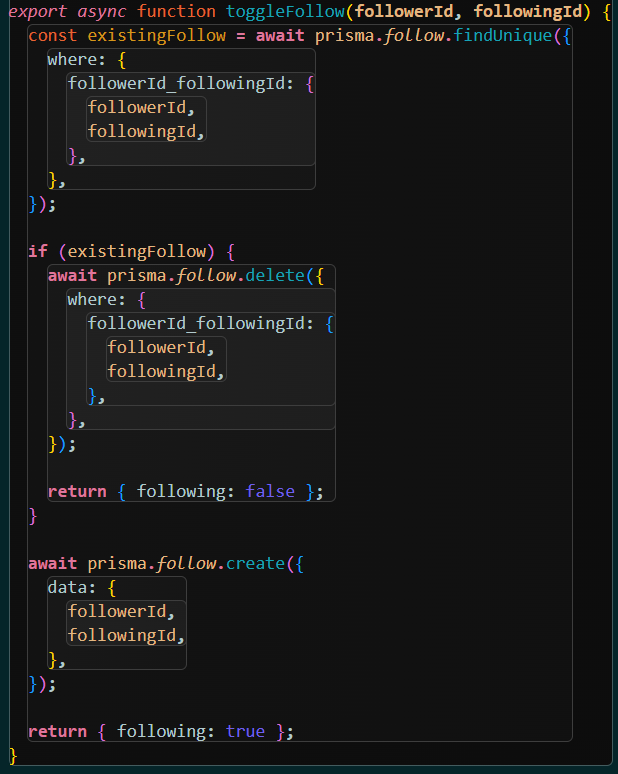 export async function toggleFollow(followerId, followingId) {
  const existingFollow = await prisma.follow.findUnique({
    where: {
      followerId_followingId: {
        followerId,
        followingId,
      },
    },
  });

  if (existingFollow) {
    await prisma.follow.delete({
      where: {
        followerId_followingId: {
          followerId,
          followingId,
        },
      },
    });

    return { following: false };
  }

  await prisma.follow.create({
    data: {
      followerId,
      followingId,
    },
  });

  return { following: true };
}